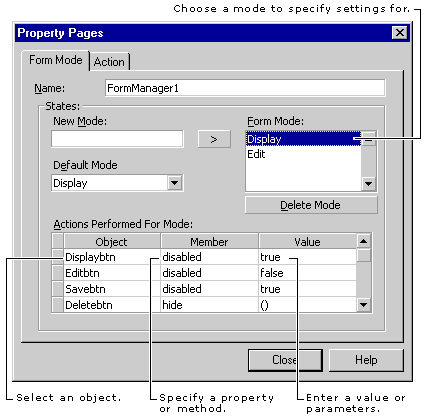 Choose a mode to specify settings for.
Property Pages
Form Mode Action
Name: FormManager1
States:
New Mode: Form Mode:
> Display
Edit
Default Mode
Display
Delete Mode
Actions Performed For Mode:
Object Member Value
Displaybtn disabled true
Editbtn disabled false
Savebtn disabled true
Deletebtn hide ()
Close Help
Select an object. Specify a property Enter a value or
or method. parameters.